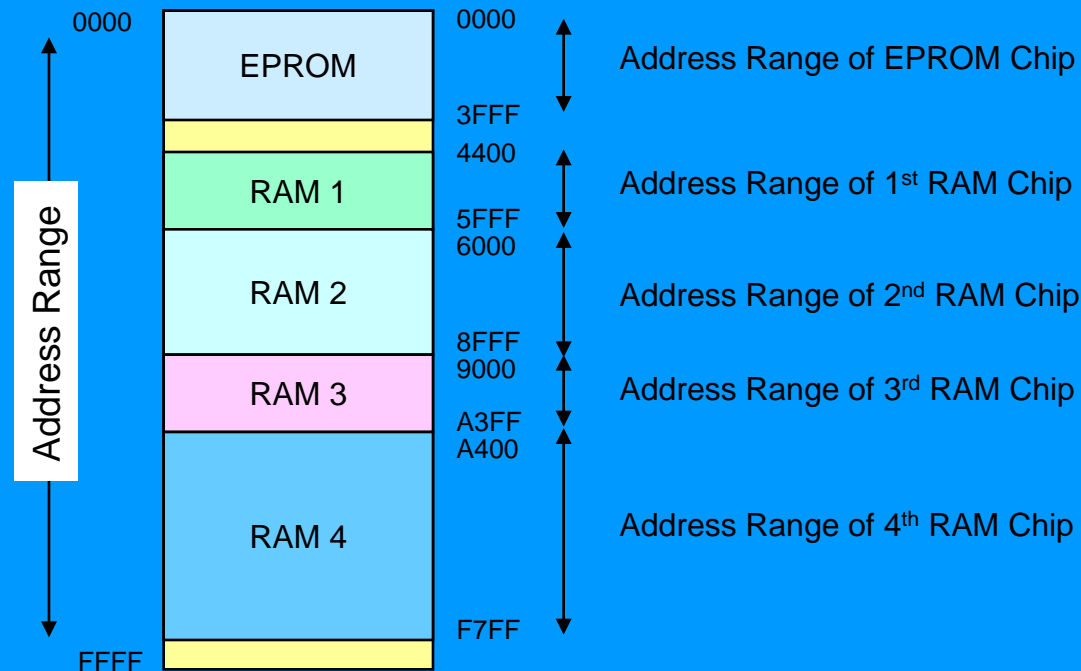 0000
0000
EPROM
Address Range of EPROM Chip
3FFF
4400
RAM 1
Address Range of 1st RAM Chip
5FFF
6000
Address Range
RAM 2
Address Range of 2nd RAM Chip
8FFF
9000
RAM 3
Address Range of 3rd RAM Chip
A3FF
A400
RAM 4
Address Range of 4th RAM Chip
F7FF
FFFF